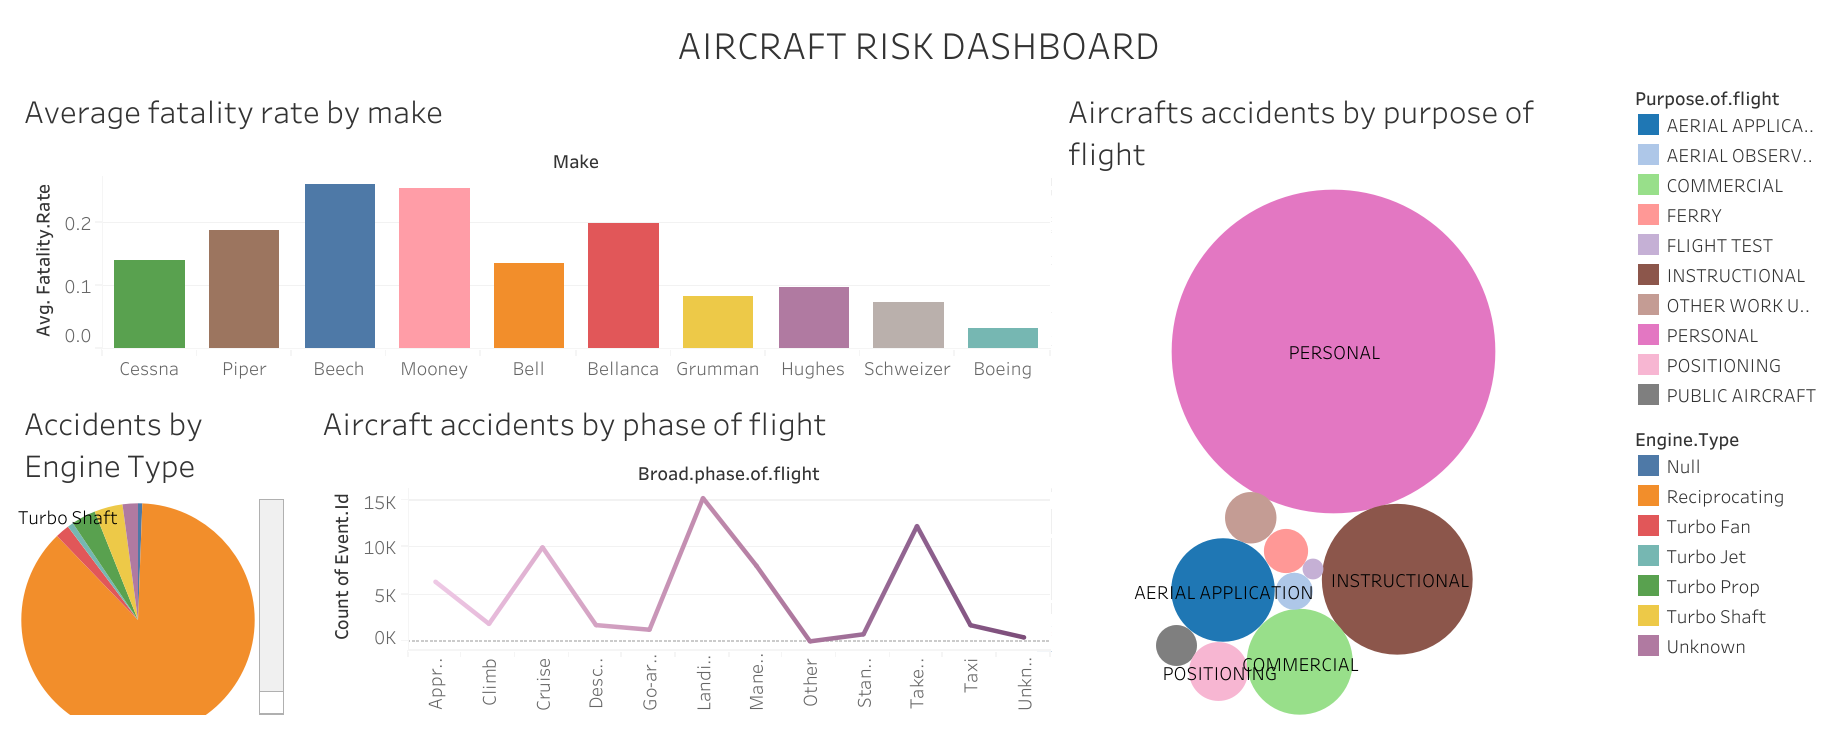 AIRCRAFT RISK DASHBOARD
Average fatality rate by make
Make
Avg. Fatality.Rate
0.2
0.1
0.0
Cessna Piper Beech Mooney Bell Bellanca Grumman Hughes Schweizer Boeing
Accidents by
Engine Type
Turbo Shaft
Aircraft accidents by phase of flight
Broad.phase.of.flight
Count of Event.Id
15K
10K
5K
0K
Appr..
Climb
Cruise
Desc..
Go-ar..
Landi..
Mane..
Other
Stan..
Take..
Taxi
Unkn..
Aircrafts accidents by purpose of
flight
PERSONAL
INSTRUCTIONAL
AERIAL APPLICATION
COMMERCIAL
POSITIONING
Purpose.of.flight
AERIAL APPLICA..
AERIAL OBSERV..
COMMERCIAL
FERRY
FLIGHT TEST
INSTRUCTIONAL
OTHER WORK U..
PERSONAL
POSITIONING
PUBLIC AIRCRAFT
Engine.Type
Null
Reciprocating
Turbo Fan
Turbo Jet
Turbo Prop
Turbo Shaft
Unknown